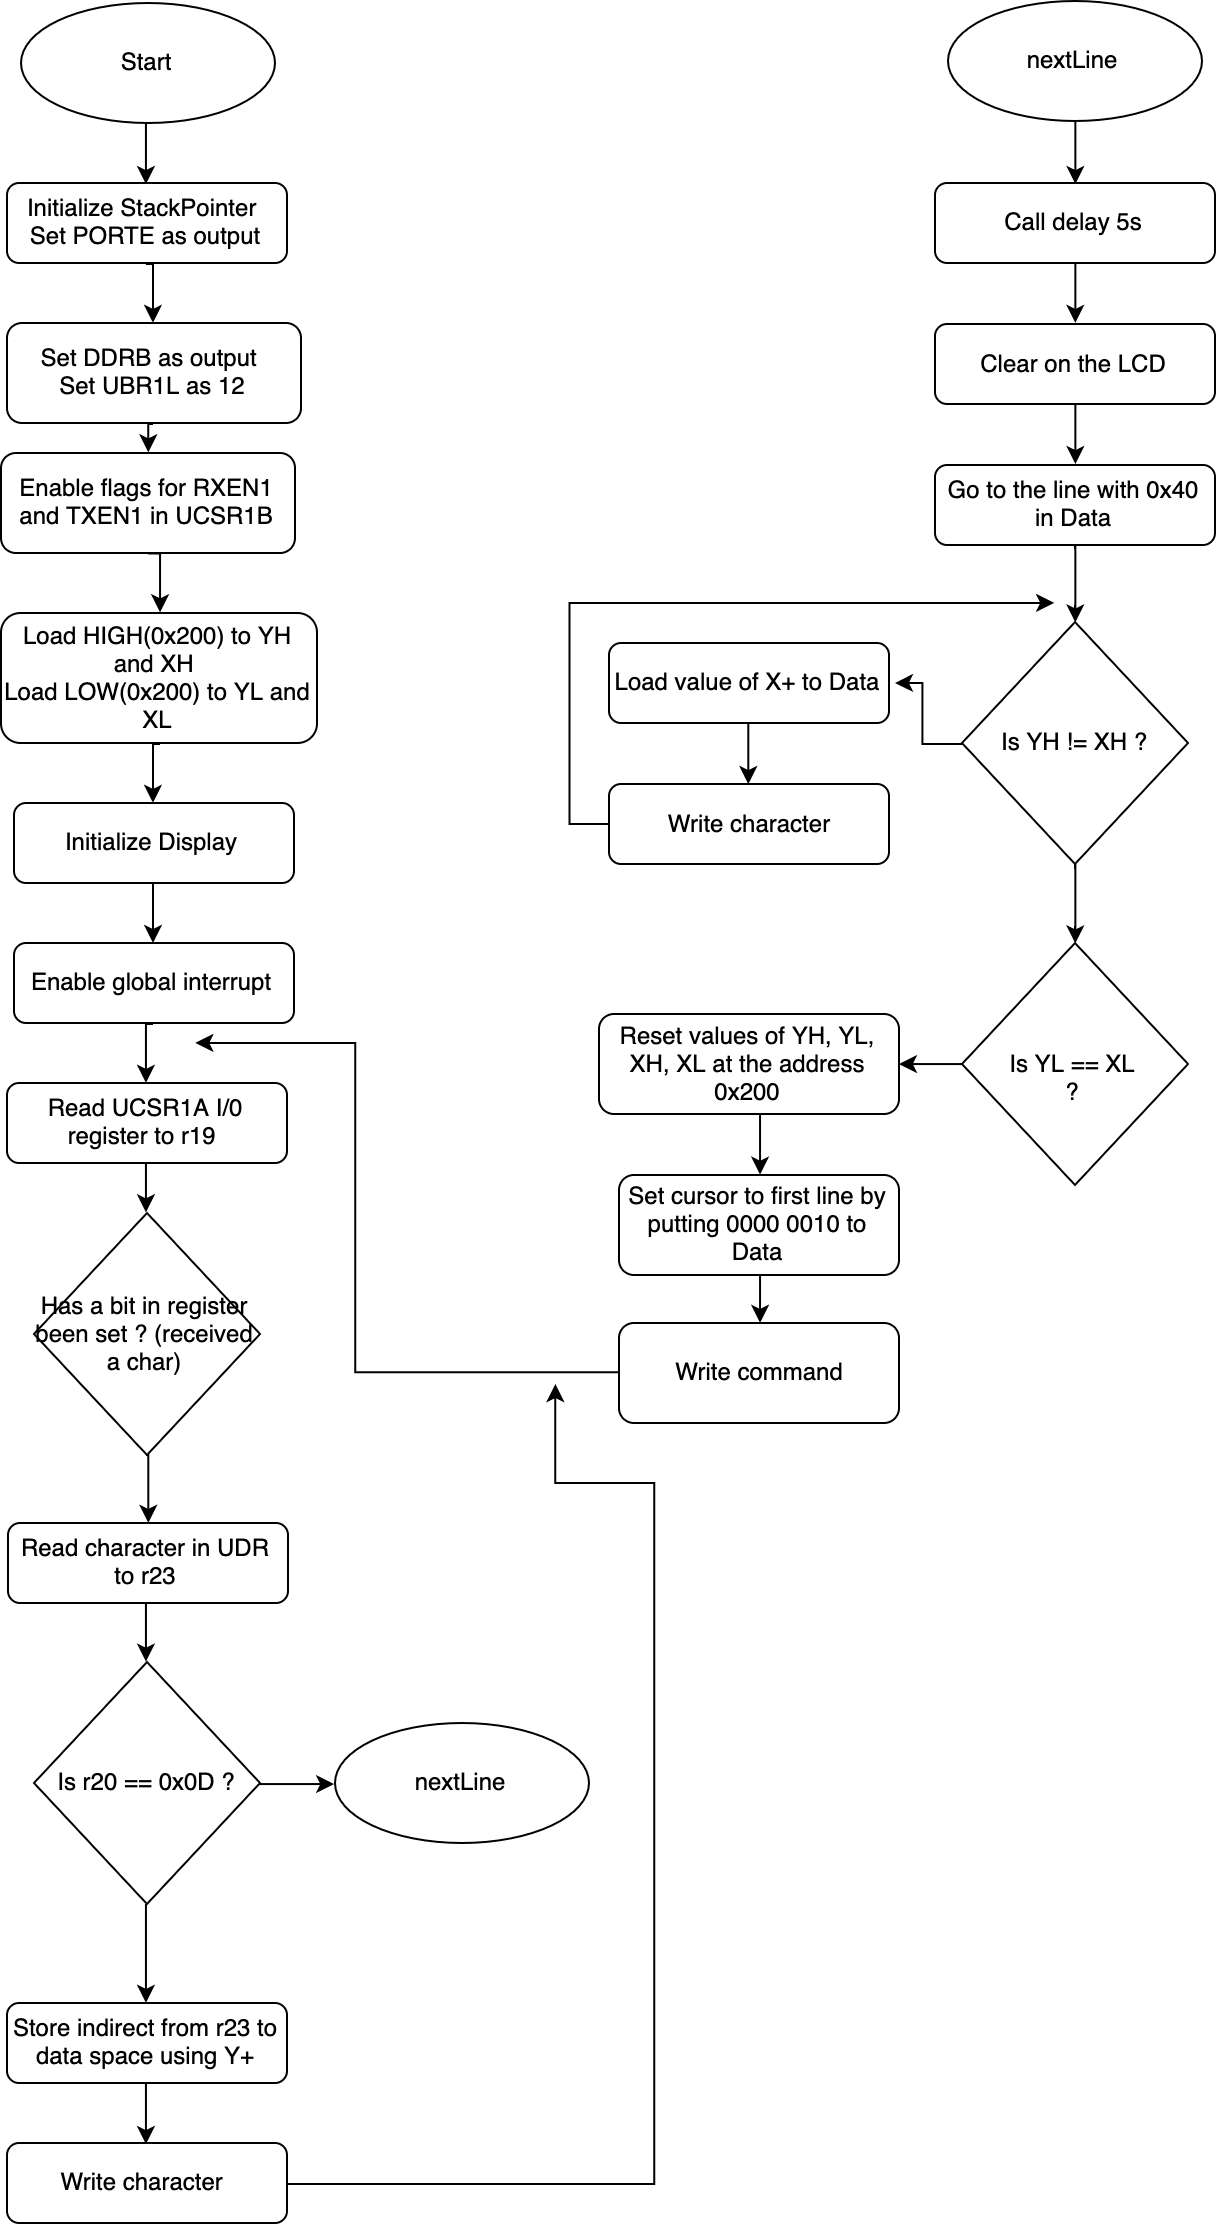 Start
Initialize StackPointer
Set PORTE as output
Set DDRB as output
Set UBR1L as 12
Enable flags for RXEN1
and TXEN1 in UCSR1B
Load HIGH(0x200) to YH
and XH
Load LOW(0x200) to YL and
XL
Initialize Display
Enable global interrupt
Read UCSR1A I/0
register to r19
Has a bit in register
been set ? (received
a char)
Read character in UDR
to r23
Is r20 == 0x0D ?
nextLine
Store indirect from r23 to
data space using Y+
Write character
nextLine
Call delay 5s
Clear on the LCD
Go to the line with 0x40
in Data
Is YH != XH ?
Load value of X+ to Data
Write character
Is YL == XL
?
Reset values of YH, YL,
XH, XL at the address
0x200
Set cursor to first line by
putting 0000 0010 to
Data
Write command